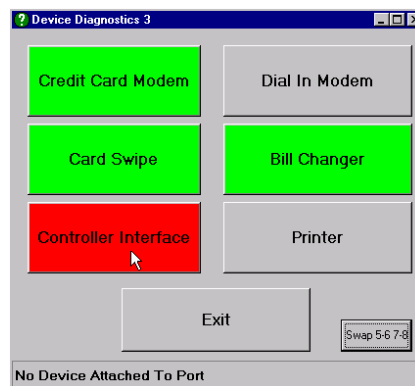 Device Diagnostics 3
Credit Card Modem
Dial In Modem
Card Swipe
Bill Changer
Controller Interface
Printer
Exit
Swap 5-6 7-8
No Device Attached To Port